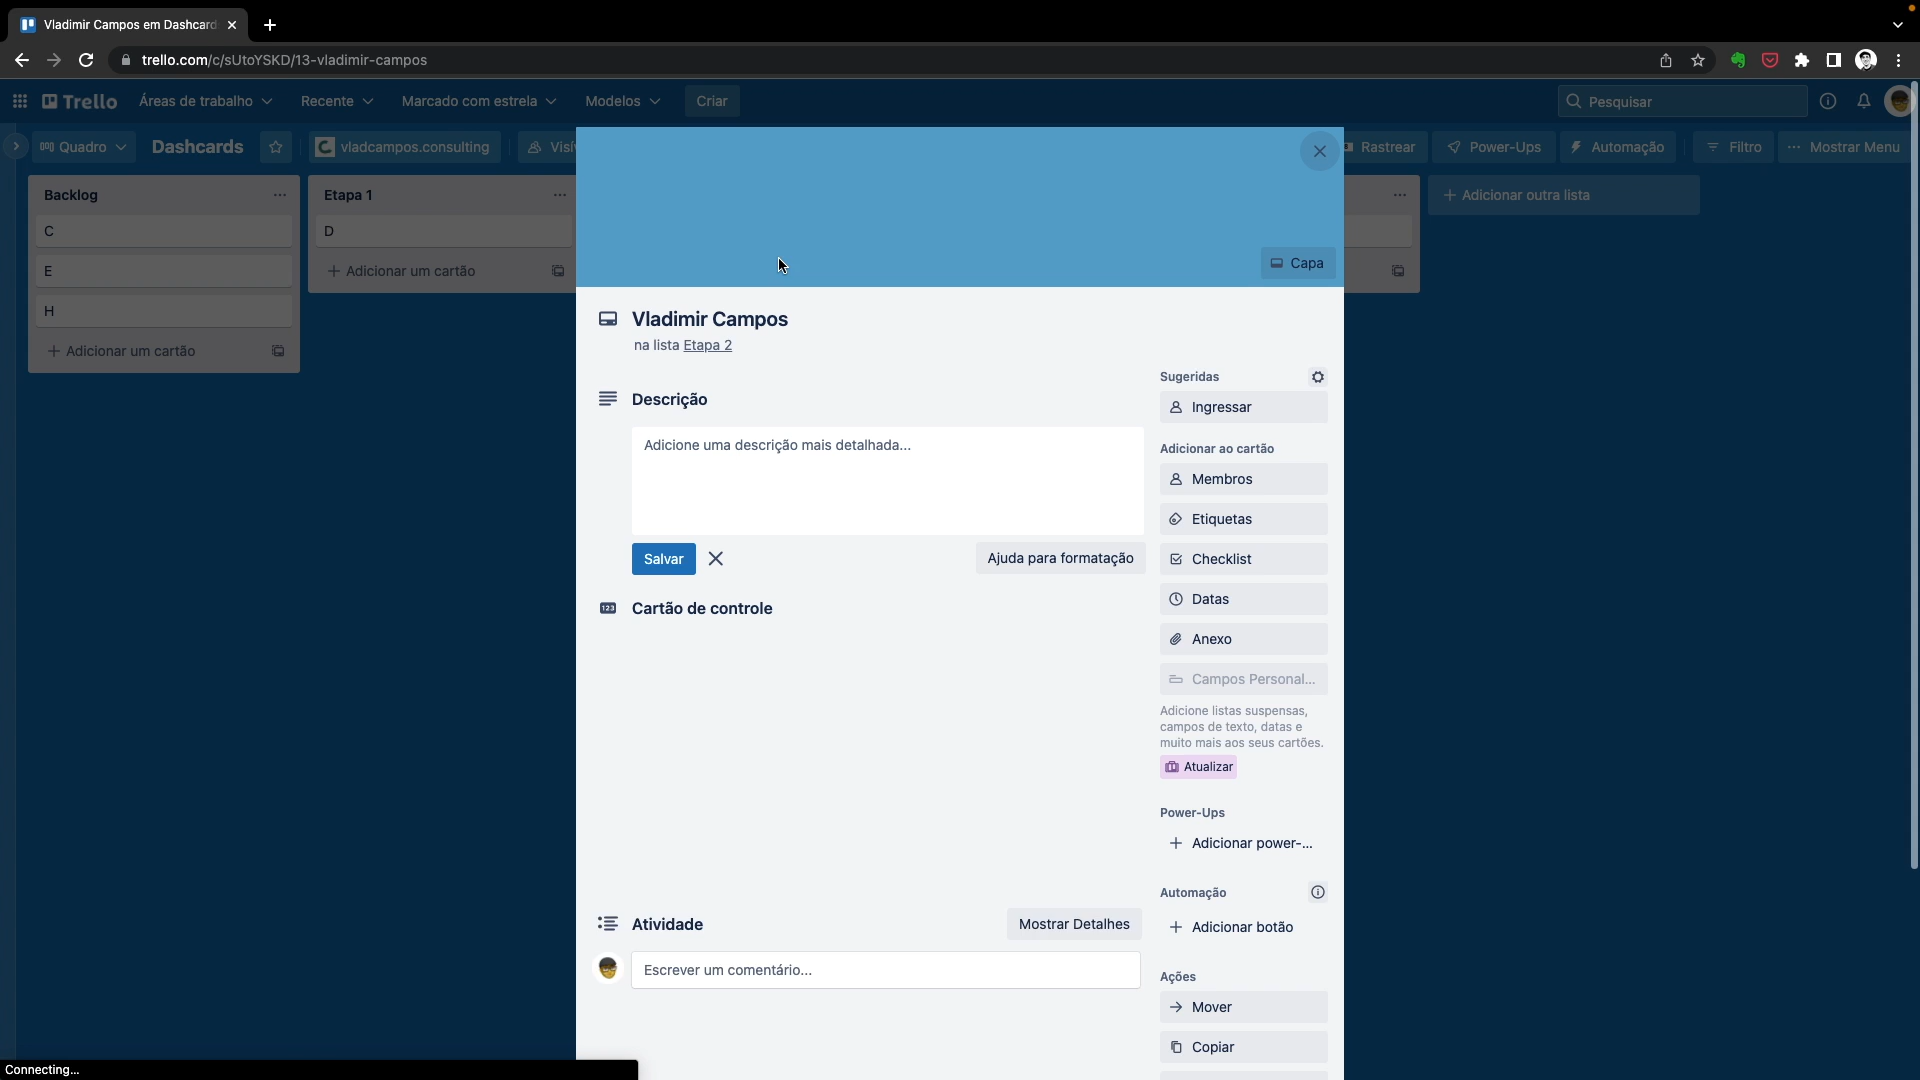 Vladimir Campos em Dashcard
trello.com/c/sUtoYSKD/13-vladimir-campos
Trello
Áreas de trabalho
Recente
Marcado com estrela
Modelos
Criar
Pesquisar
Quadro
Dashcards
vladcampos.consulting
Rastrear
Power-Ups
Automação
Filtro
Mostrar Menu
Backlog
C
E
H
+ Adicionar um cartão
Etapa 1
D
+ Adicionar um cartão
+ Adicionar outra lista
Capa
Vladimir Campos
na lista Etapa 2
Descrição
Adicione uma descrição mais detalhada...
Salvar
Ajuda para formatação
Cartão de controle
Atividade
Mostrar Detalhes
Escrever um comentário...
Sugeridas
Ingressar
Adicionar ao cartão
Membros
Etiquetas
Checklist
Datas
Anexo
Campos Personal...
Adicione listas suspensas,
campos de texto, datas e
muito mais aos seus cartões.
Atualizar
Power-Ups
+ Adicionar power-...
Automação
+ Adicionar botão
Ações
Mover
Copiar
Connecting...